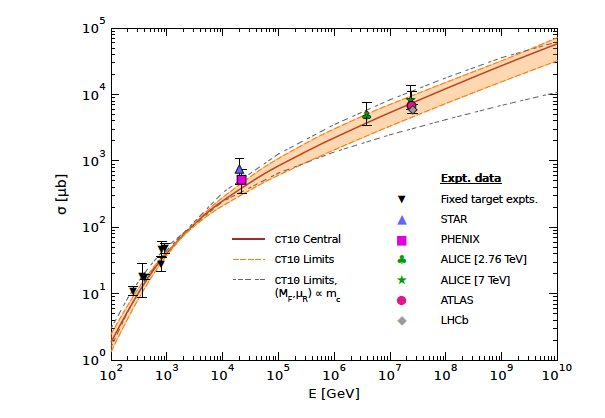 10^5
10^4
10^3
10^2
10^1
10^0
σ [μb]
10^2 10^3 10^4 10^5 10^6 10^7 10^8 10^9 10^10
E [GeV]
CT10 Central
CT10 Limits
CT10 Limits,
(M_F,μ_R) ∝ m_c
Expt. data
Fixed target expts.
STAR
PHENIX
ALICE [2.76 TeV]
ALICE [7 TeV]
ATLAS
LHCb